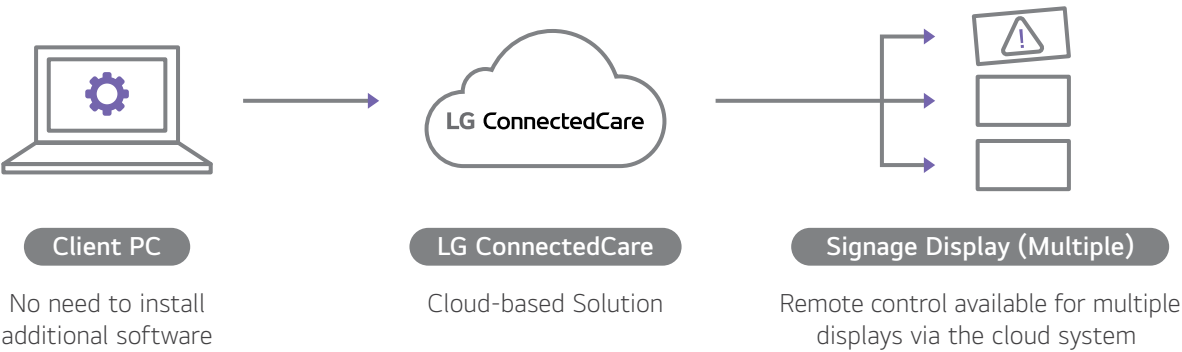 LG ConnectedCare
Client PC
LG ConnectedCare
Signage Display (Multiple)
No need to install
additional software
Cloud-based Solution
Remote control available for multiple
displays via the cloud system